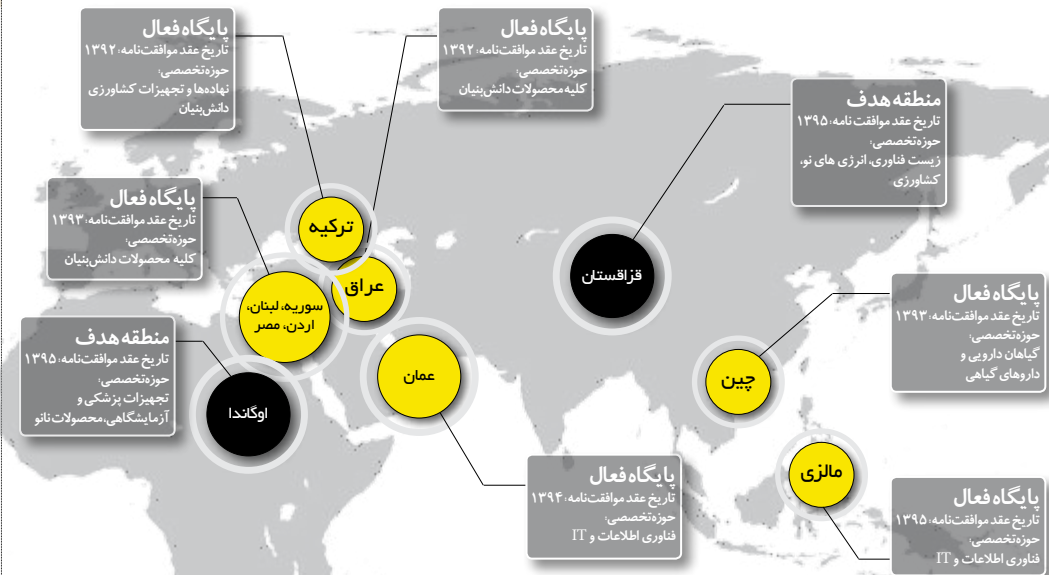 پایگاه فعال
تاریخ عقد موافقت‌نامه: ۱۳۹۲
حوزه‌تخصصی:
کلیه محصولات دانش‌بنیان
پایگاه فعال
تاریخ عقد موافقت‌نامه: ۱۳۹۲
حوزه‌تخصصی:
نهاده‌ها و تجهیزات کشاورزی
دانش‌بنیان
منطقه هدف
تاریخ عقد موافقت نامه: ۱۳۹۵
حوزه‌تخصصی:
زیست فناوری، انرژی های نو،
کشاورزی
پایگاه فعال
تاریخ عقد موافقت‌نامه: ۱۳۹۳
حوزه‌تخصصی:
کلیه محصولات دانش‌بنیان
ترکیه
عراق
سوریه، لبنان،
اردن، مصر
قزاقستان
پایگاه فعال
تاریخ عقد موافقت‌نامه: ۱۳۹۳
حوزه‌تخصصی:
گیاهان دارویی و
داروهای گیاهی
منطقه هدف
تاریخ عقد موافقت‌نامه: ۱۳۹۵
حوزه‌تخصصی:
تجهیزات پزشکی و
آزمایشگاهی، محصولات نانو
چین
عمان
اوگاندا
مالزی
پایگاه فعال
تاریخ عقد موافقت‌نامه: ۱۳۹۵
حوزه‌تخصصی:
فناوری اطلاعات و IT
پایگاه فعال
تاریخ عقد موافقت‌نامه: ۱۳۹۴
حوزه‌تخصصی:
فناوری اطلاعات و IT